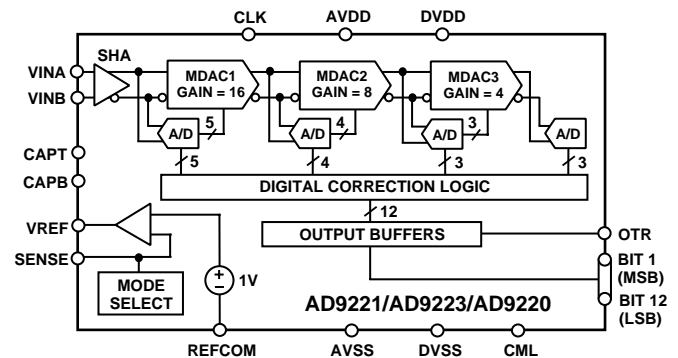 CLK AVDD DVDD
SHA
VINA
VINB
MDAC1
GAIN = 16
MDAC2
GAIN = 8
MDAC3
GAIN = 4
A/D 5
A/D 4
A/D 3
A/D
5 4 3 3
CAPT
CAPB
DIGITAL CORRECTION LOGIC
12
VREF
OUTPUT BUFFERS
OTR
SENSE
MODE
SELECT
+
–
1V
BIT 1
(MSB)
BIT 12
(LSB)
AD9221/AD9223/AD9220
REFCOM AVSS DVSS CML